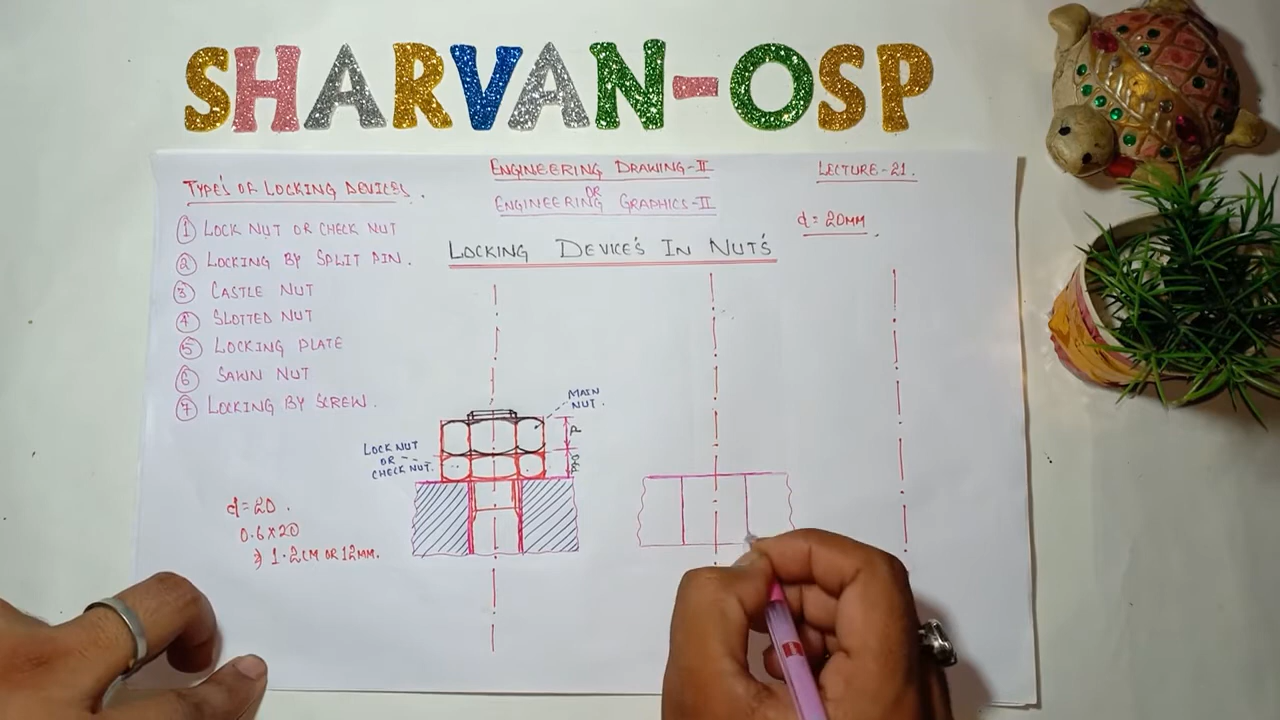 SHARVAN-OSP
ENGINEERING DRAWING-II
OR
ENGINEERING GRAPHICS-II
LECTURE-21.
TYPE'S OF LOCKING DEVICES.
d = 20MM.
LOCKING DEVICE'S IN NUT'S
① LOCK NUT OR CHECK NUT
② LOCKING BY SPLIT PIN.
③ CASTLE NUT
④ SLOTTED NUT
⑤ LOCKING PLATE
⑥ SAWN NUT
⑦ LOCKING BY SCREW.
MAIN
NUT.
d
LOCK NUT
OR
CHECK NUT.
d = 20.
0.6×20
⇒ 1.2CM OR 12MM.